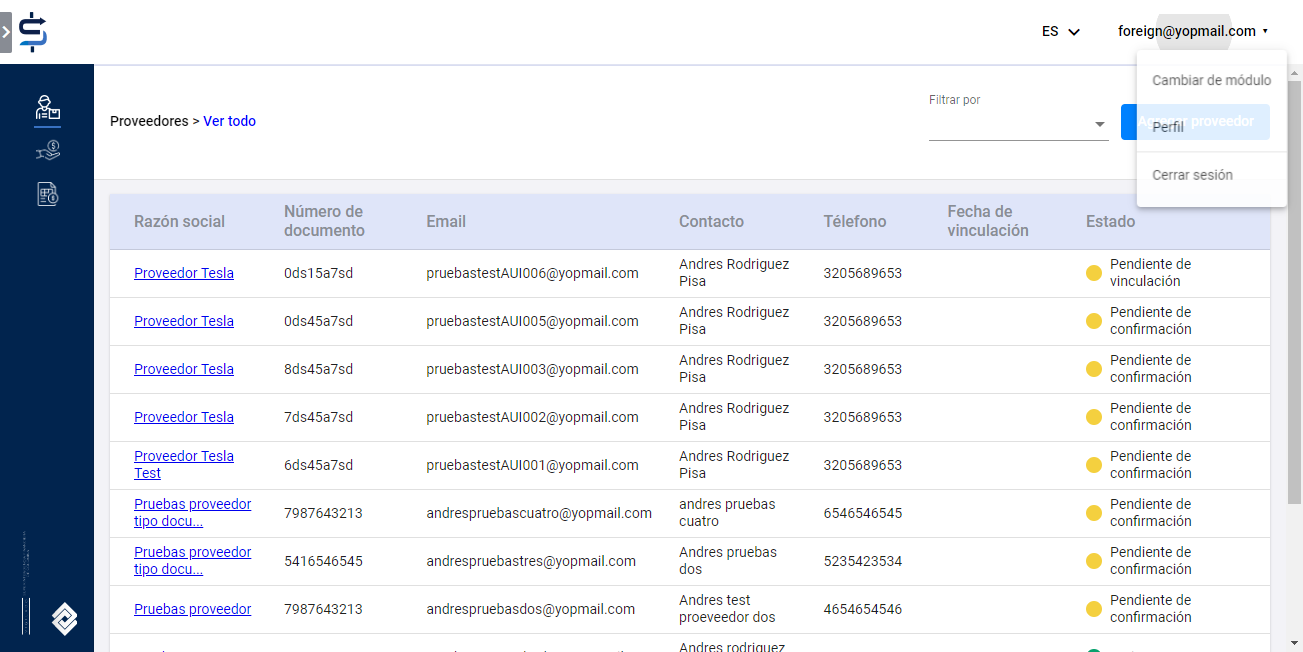 ES
foreign@yopmail.com
Cambiar de módulo
Perfil
Cerrar sesión
Proveedores > Ver todo
Filtrar por
Agregar proveedor
Razón social
Número de
documento
Email
Contacto
Télefono
Fecha de
vinculación
Estado
Proveedor Tesla
0ds15a7sd
pruebastestAUI006@yopmail.com
Andres Rodriguez
Pisa
3205689653
Pendiente de
vinculación
Proveedor Tesla
0ds45a7sd
pruebastestAUI005@yopmail.com
Andres Rodriguez
Pisa
3205689653
Pendiente de
confirmación
Proveedor Tesla
8ds45a7sd
pruebastestAUI003@yopmail.com
Andres Rodriguez
Pisa
3205689653
Pendiente de
confirmación
Proveedor Tesla
7ds45a7sd
pruebastestAUI002@yopmail.com
Andres Rodriguez
Pisa
3205689653
Pendiente de
confirmación
Proveedor Tesla
Test
6ds45a7sd
pruebastestAUI001@yopmail.com
Andres Rodriguez
Pisa
3205689653
Pendiente de
confirmación
Pruebas proveedor
tipo docu...
7987643213
andrespruebascuatro@yopmail.com
andres pruebas
cuatro
6546546545
Pendiente de
confirmación
Pruebas proveedor
tipo docu...
5416546545
andrespruebastres@yopmail.com
Andres pruebas
dos
5235423534
Pendiente de
confirmación
Pruebas proveedor
7987643213
andrespruebasdos@yopmail.com
Andres test
proeveedor dos
4654654546
Pendiente de
confirmación
Andres rodriguez